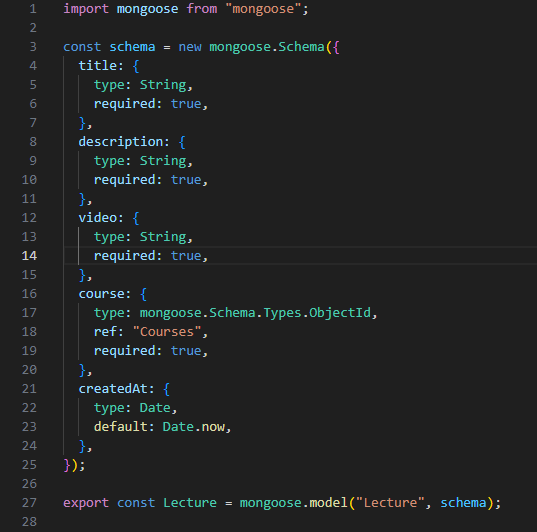 1 import mongoose from "mongoose";
2
3 const schema = new mongoose.Schema({
4   title: {
5     type: String,
6     required: true,
7   },
8   description: {
9     type: String,
10     required: true,
11   },
12   video: {
13     type: String,
14     required: true,
15   },
16   course: {
17     type: mongoose.Schema.Types.ObjectId,
18     ref: "Courses",
19     required: true,
20   },
21   createdAt: {
22     type: Date,
23     default: Date.now,
24   },
25 });
26
27 export const Lecture = mongoose.model("Lecture", schema);
28